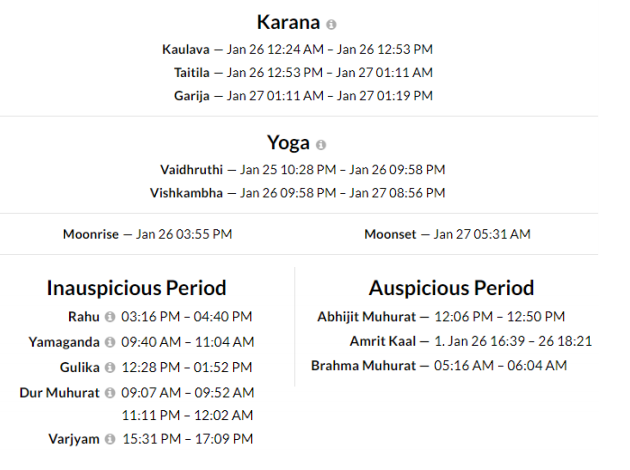 Karana
Kaulava — Jan 26 12:24 AM – Jan 26 12:53 PM
Taitila — Jan 26 12:53 PM – Jan 27 01:11 AM
Garija — Jan 27 01:11 AM – Jan 27 01:19 PM
Yoga
Vaidhruthi — Jan 25 10:28 PM – Jan 26 09:58 PM
Vishkambha — Jan 26 09:58 PM – Jan 27 08:56 PM
Moonrise — Jan 26 03:55 PM
Moonset — Jan 27 05:31 AM
Inauspicious Period
Rahu 03:16 PM – 04:40 PM
Yamaganda 09:40 AM – 11:04 AM
Gulika 12:28 PM – 01:52 PM
Dur Muhurat 09:07 AM – 09:52 AM
11:11 PM – 12:02 AM
Varjyam 15:31 PM – 17:09 PM
Auspicious Period
Abhijit Muhurat — 12:06 PM – 12:50 PM
Amrit Kaal — 1. Jan 26 16:39 – 26 18:21
Brahma Muhurat — 05:16 AM – 06:04 AM